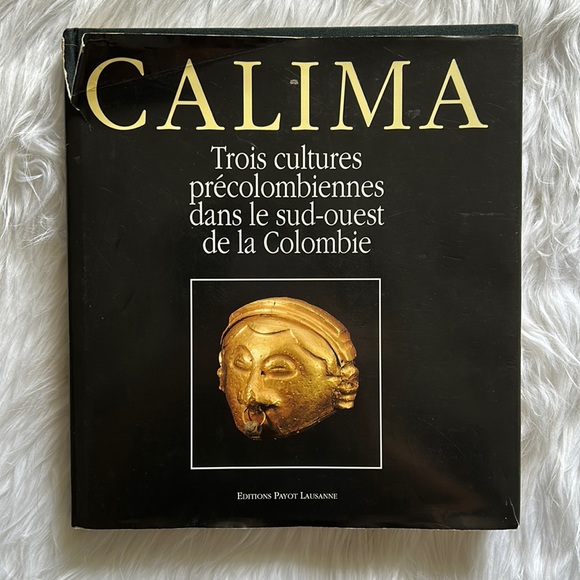 CALIMA
Trois cultures
précolombiennes
dans le sud-ouest
de la Colombie
EDITIONS PAYOT LAUSANNE